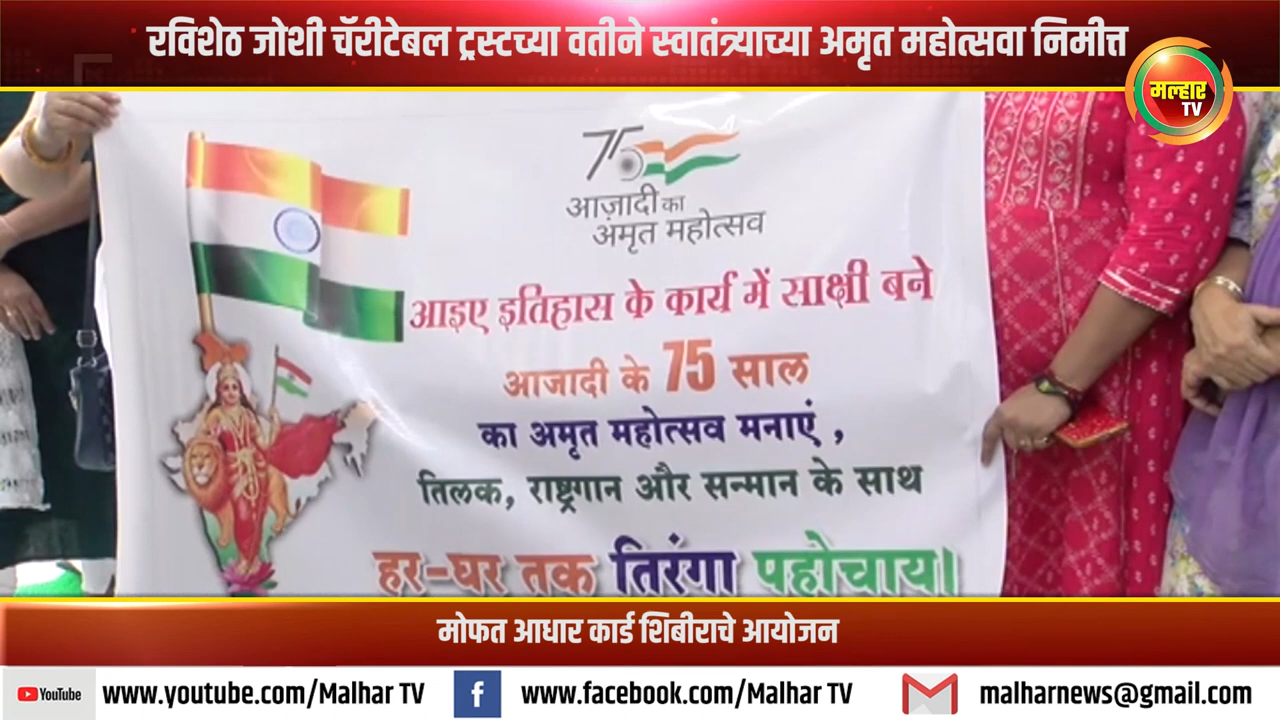 रविशेठ जोशी चॅरीटेबल ट्रस्टच्या वतीने स्वातंत्र्याच्या अमृत महोत्सवा निमीत्त
मल्हार
TV
75
आज़ादी का
अमृत महोत्सव
आइए इतिहास के कार्य में साक्षी बने
आजादी के 75 साल
का अमृत महोत्सव मनाएं ,
तिलक, राष्ट्रगान और सन्मान के साथ
हर-घर तक तिरंगा पहोचाय।
मोफत आधार कार्ड शिबीराचे आयोजन
YouTube www.youtube.com/Malhar TV f www.facebook.com/Malhar TV malharnews@gmail.com